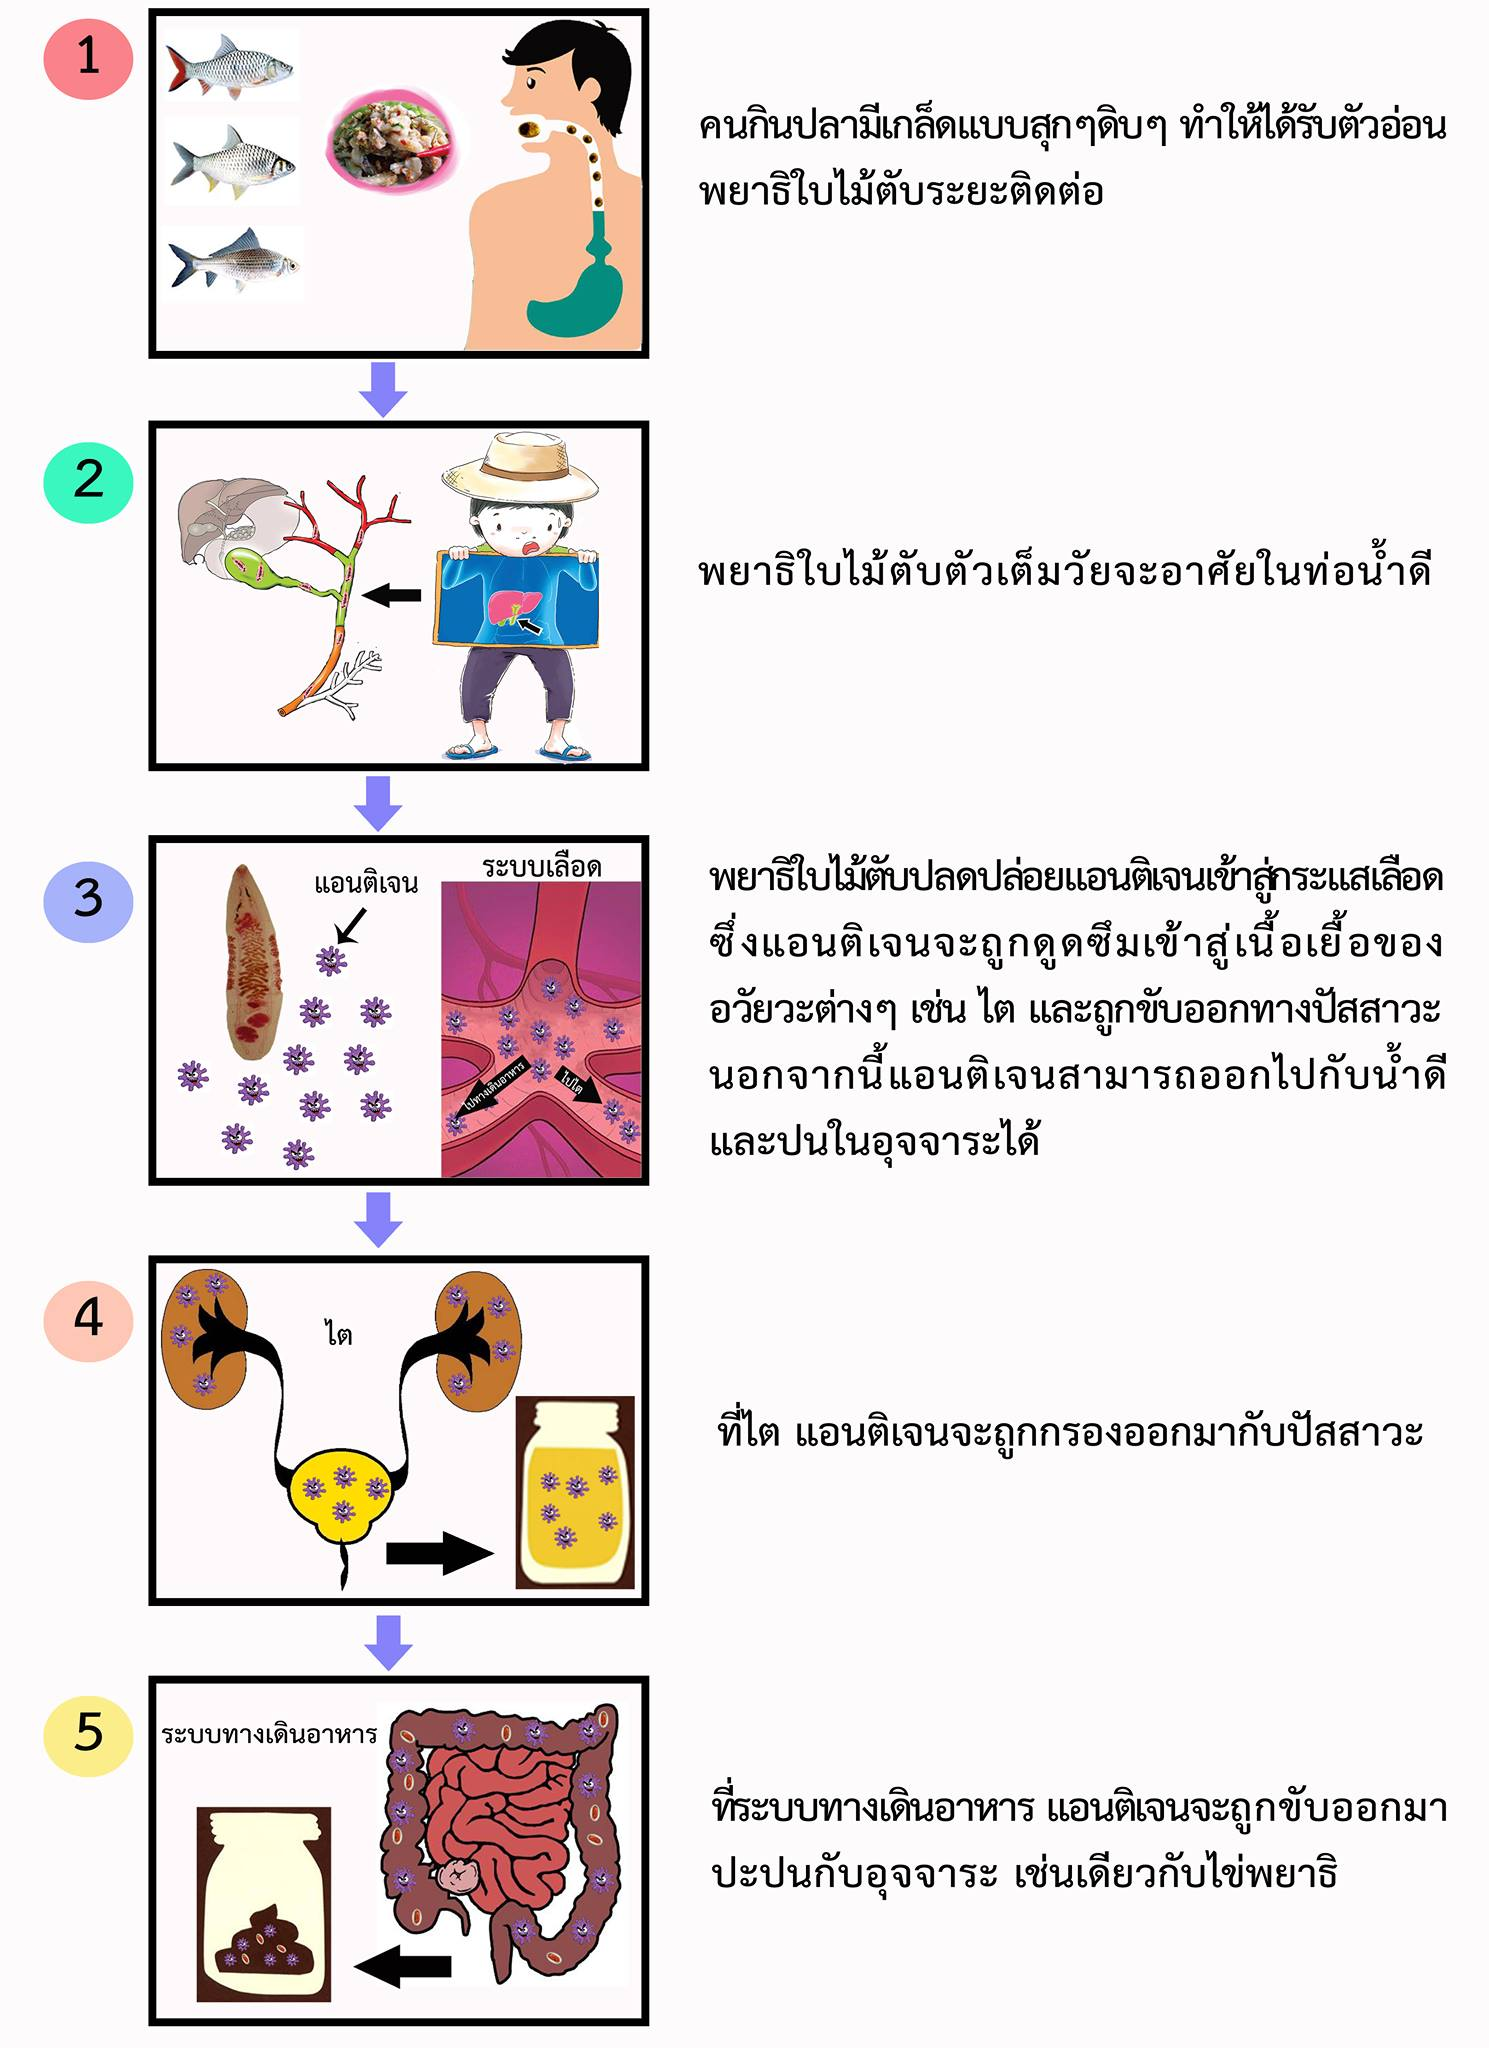 1
คนกินปลามีเกล็ดแบบสุกๆดิบๆ ทำให้ได้รับตัวอ่อน
พยาธิใบไม้ตับระยะติดต่อ
2
พยาธิใบไม้ตับตัวเต็มวัยจะอาศัยในท่อน้ำดี
3
แอนติเจน
ระบบเลือด
ไปทางเดินอาหาร
ไปไต
พยาธิใบไม้ตับปลดปล่อยแอนติเจนเข้าสู่กระแสเลือด
ซึ่งแอนติเจนจะถูกดูดซึมเข้าสู่เนื้อเยื้อของ
อวัยวะต่างๆ เช่น ไต และถูกขับออกทางปัสสาวะ
นอกจากนี้แอนติเจนสามารถออกไปกับน้ำดี
และปนในอุจจาระได้
4
ไต
ที่ไต แอนติเจนจะถูกกรองออกมากับปัสสาวะ
5
ระบบทางเดินอาหาร
ที่ระบบทางเดินอาหาร แอนติเจนจะถูกขับออกมา
ปะปนกับอุจจาระ เช่นเดียวกับไข่พยาธิ